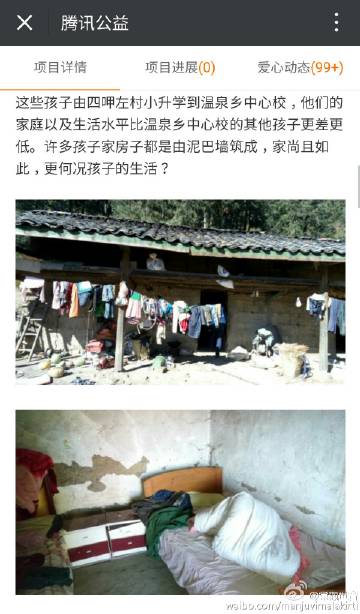 腾讯公益
项目详情 项目进展(0) 爱心动态(99+)
这些孩子由四呷左村小升学到温泉乡中心校，他们的
家庭以及生活水平比温泉乡中心校的其他孩子更差更
低。许多孩子家房子都是由泥巴墙筑成，家尚且如
此，更何况孩子的生活？